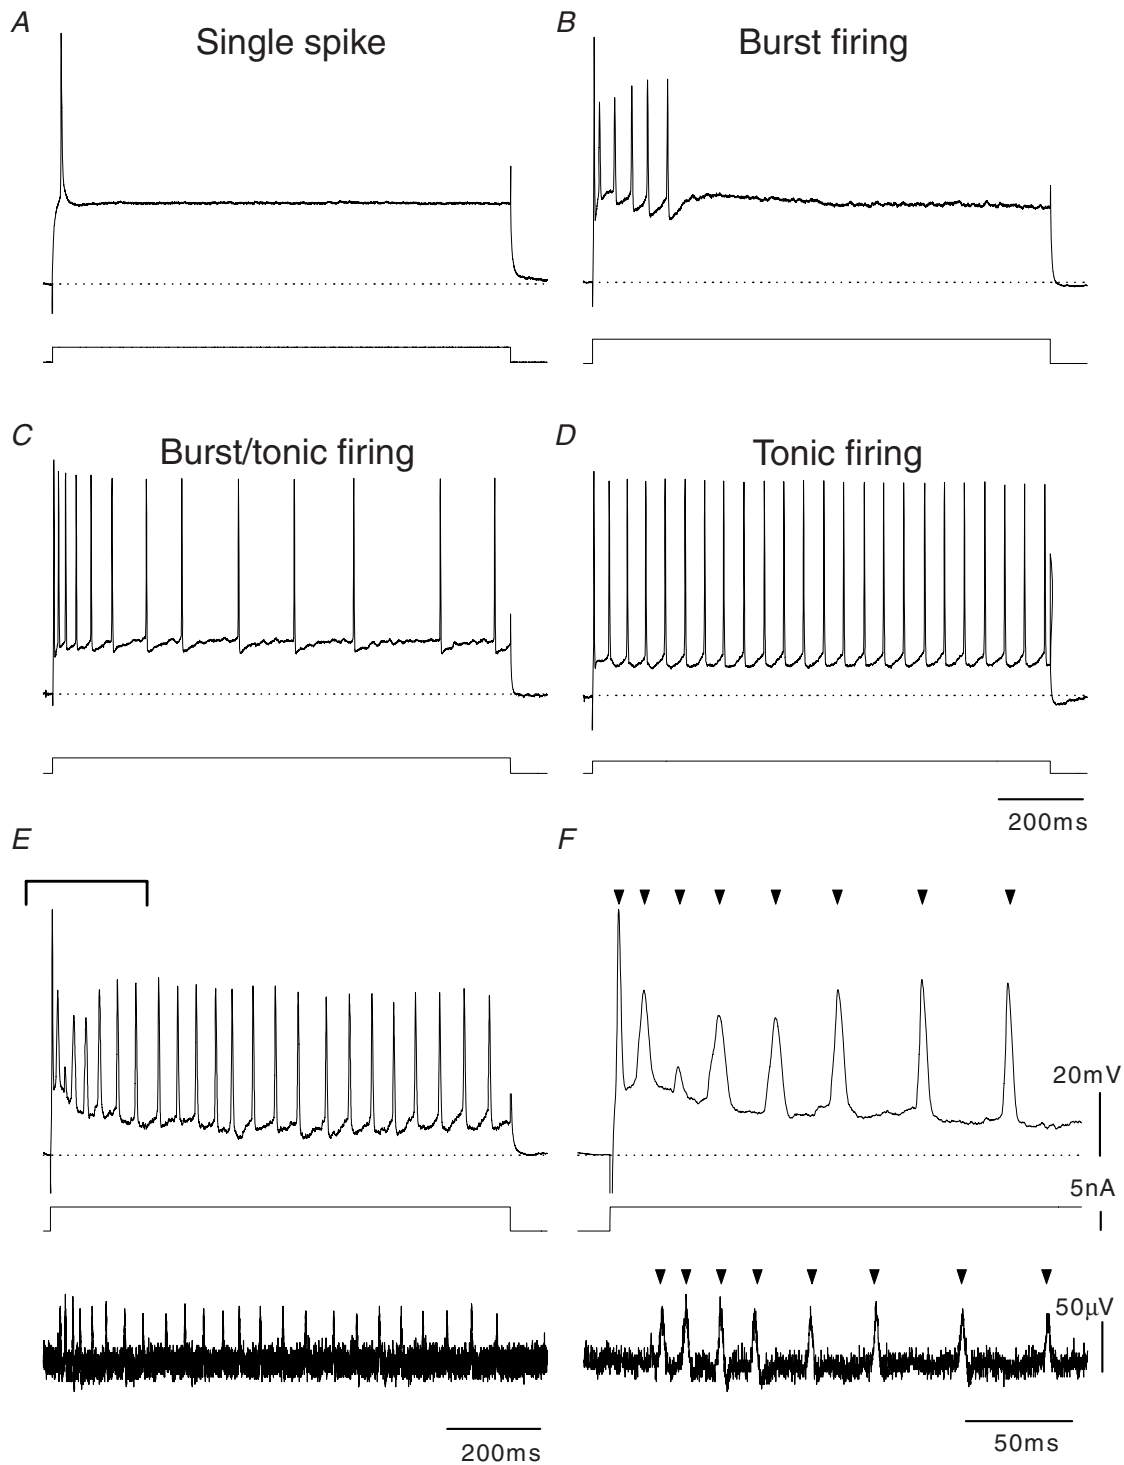 A
Single spike
B
Burst firing
C
Burst/tonic firing
D
Tonic firing
200ms
E
F
20mV
5nA
50µV
200ms
50ms